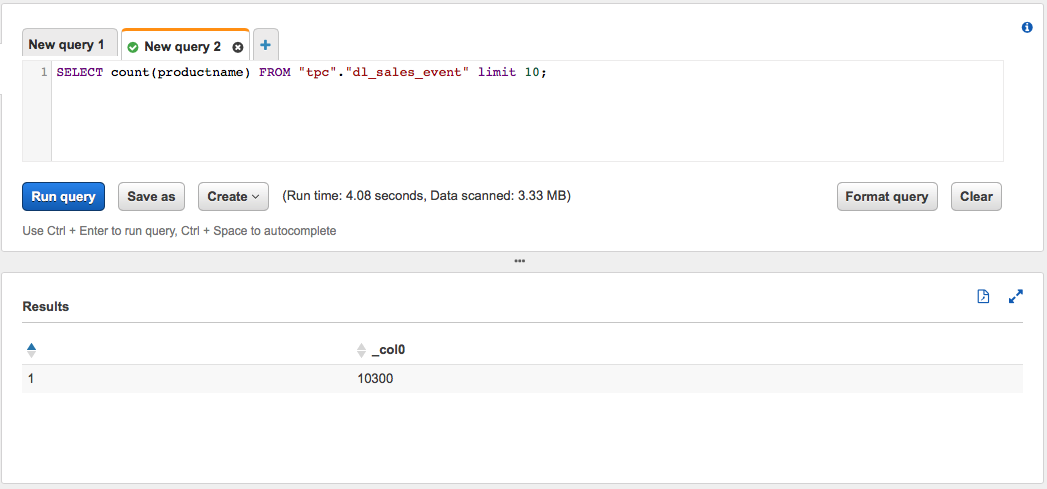 New query 1 New query 2 +
1 SELECT count(productname) FROM "tpc"."dl_sales_event" limit 10;
Run query Save as Create (Run time: 4.08 seconds, Data scanned: 3.33 MB) Format query Clear
Use Ctrl + Enter to run query, Ctrl + Space to autocomplete
Results
_col0
1 10300